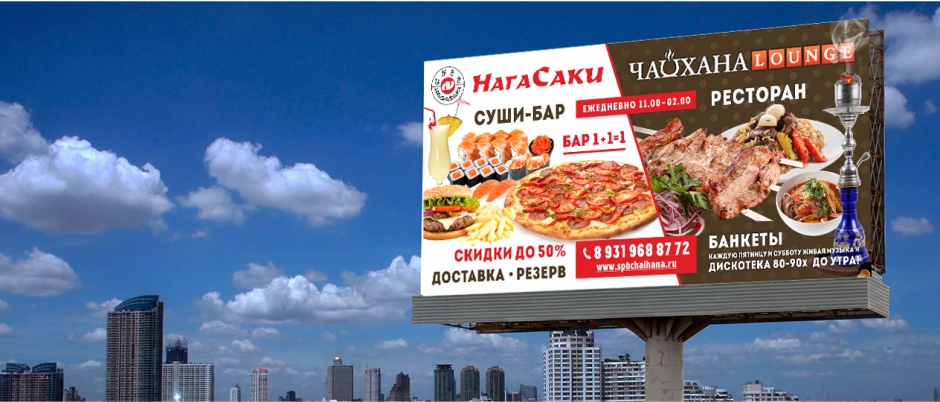 НАГАСАКИ
СУШИ-БАР
ЕЖЕДНЕВНО 11.00-02.00
БАР 1+1=1
СКИДКИ ДО 50%
ДОСТАВКА • РЕЗЕРВ
8 931 968 87 72
www.spbchaihana.ru
ЧАЙХАНА LOUNGE
РЕСТОРАН
БАНКЕТЫ
КАЖДУЮ ПЯТНИЦУ И СУББОТУ ЖИВАЯ МУЗЫКА И
ДИСКОТЕКА 80-90х ДО УТРА!